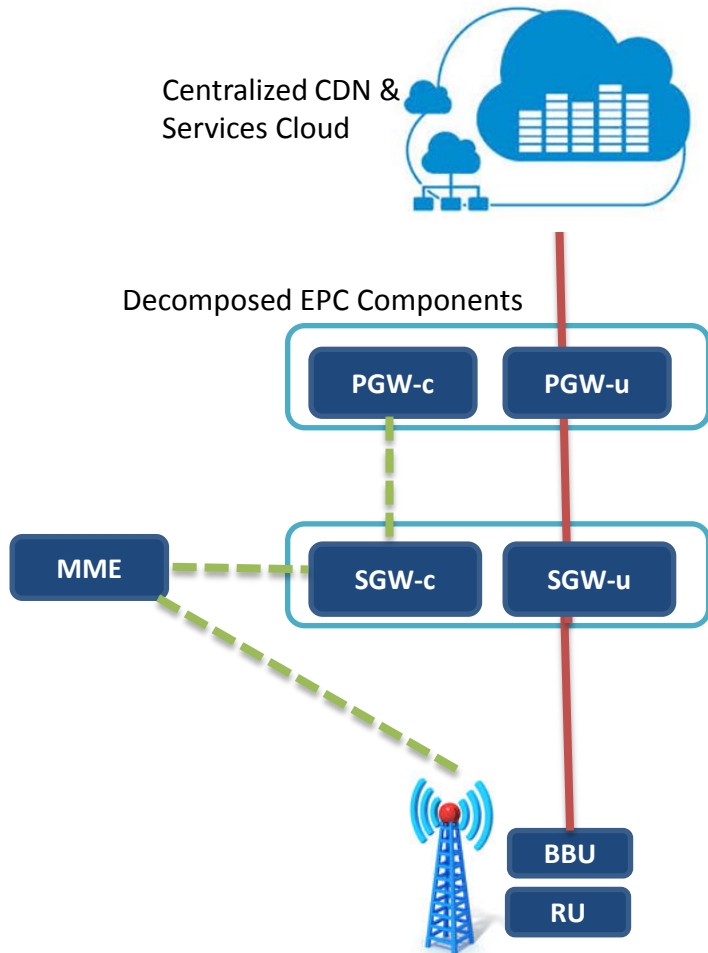 Centralized CDN &
Services Cloud
Decomposed EPC Components
PGW-c
PGW-u
MME
SGW-c
SGW-u
BBU
RU